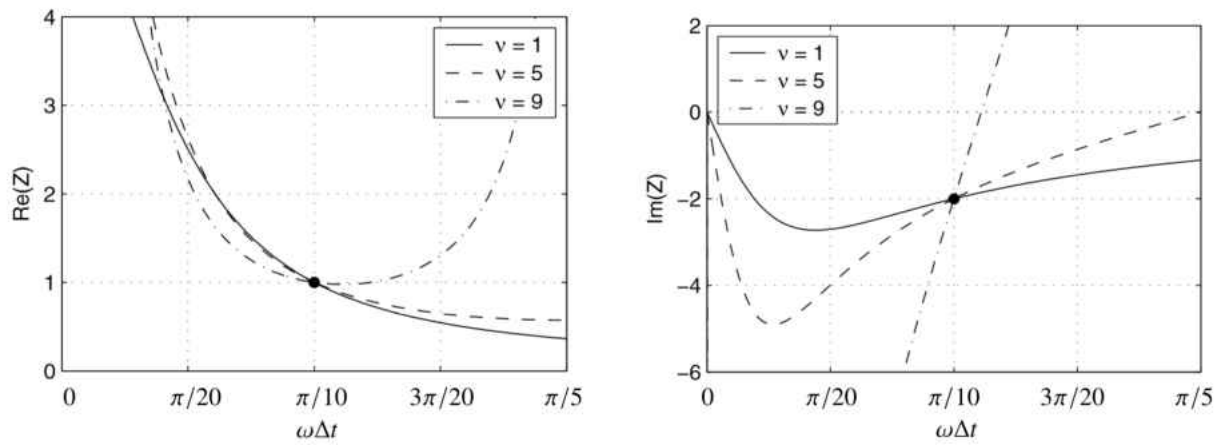 4
3
2
1
0
Re(Z)
ν = 1
ν = 5
ν = 9
0
π/20
π/10
3π/20
π/5
ωΔt
2
0
−2
−4
−6
Im(Z)
ν = 1
ν = 5
ν = 9
0
π/20
π/10
3π/20
π/5
ωΔt